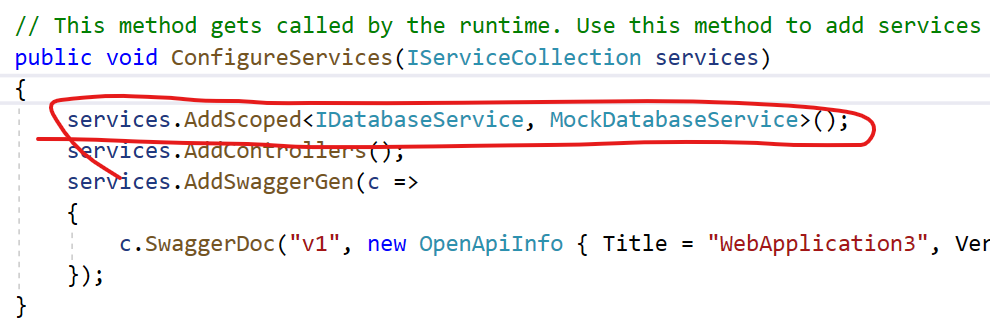 // This method gets called by the runtime. Use this method to add services
public void ConfigureServices(IServiceCollection services)
{
services.AddScoped<IDatabaseService, MockDatabaseService>();
services.AddControllers();
services.AddSwaggerGen(c =>
{
c.SwaggerDoc("v1", new OpenApiInfo { Title = "WebApplication3", Ver
});
}